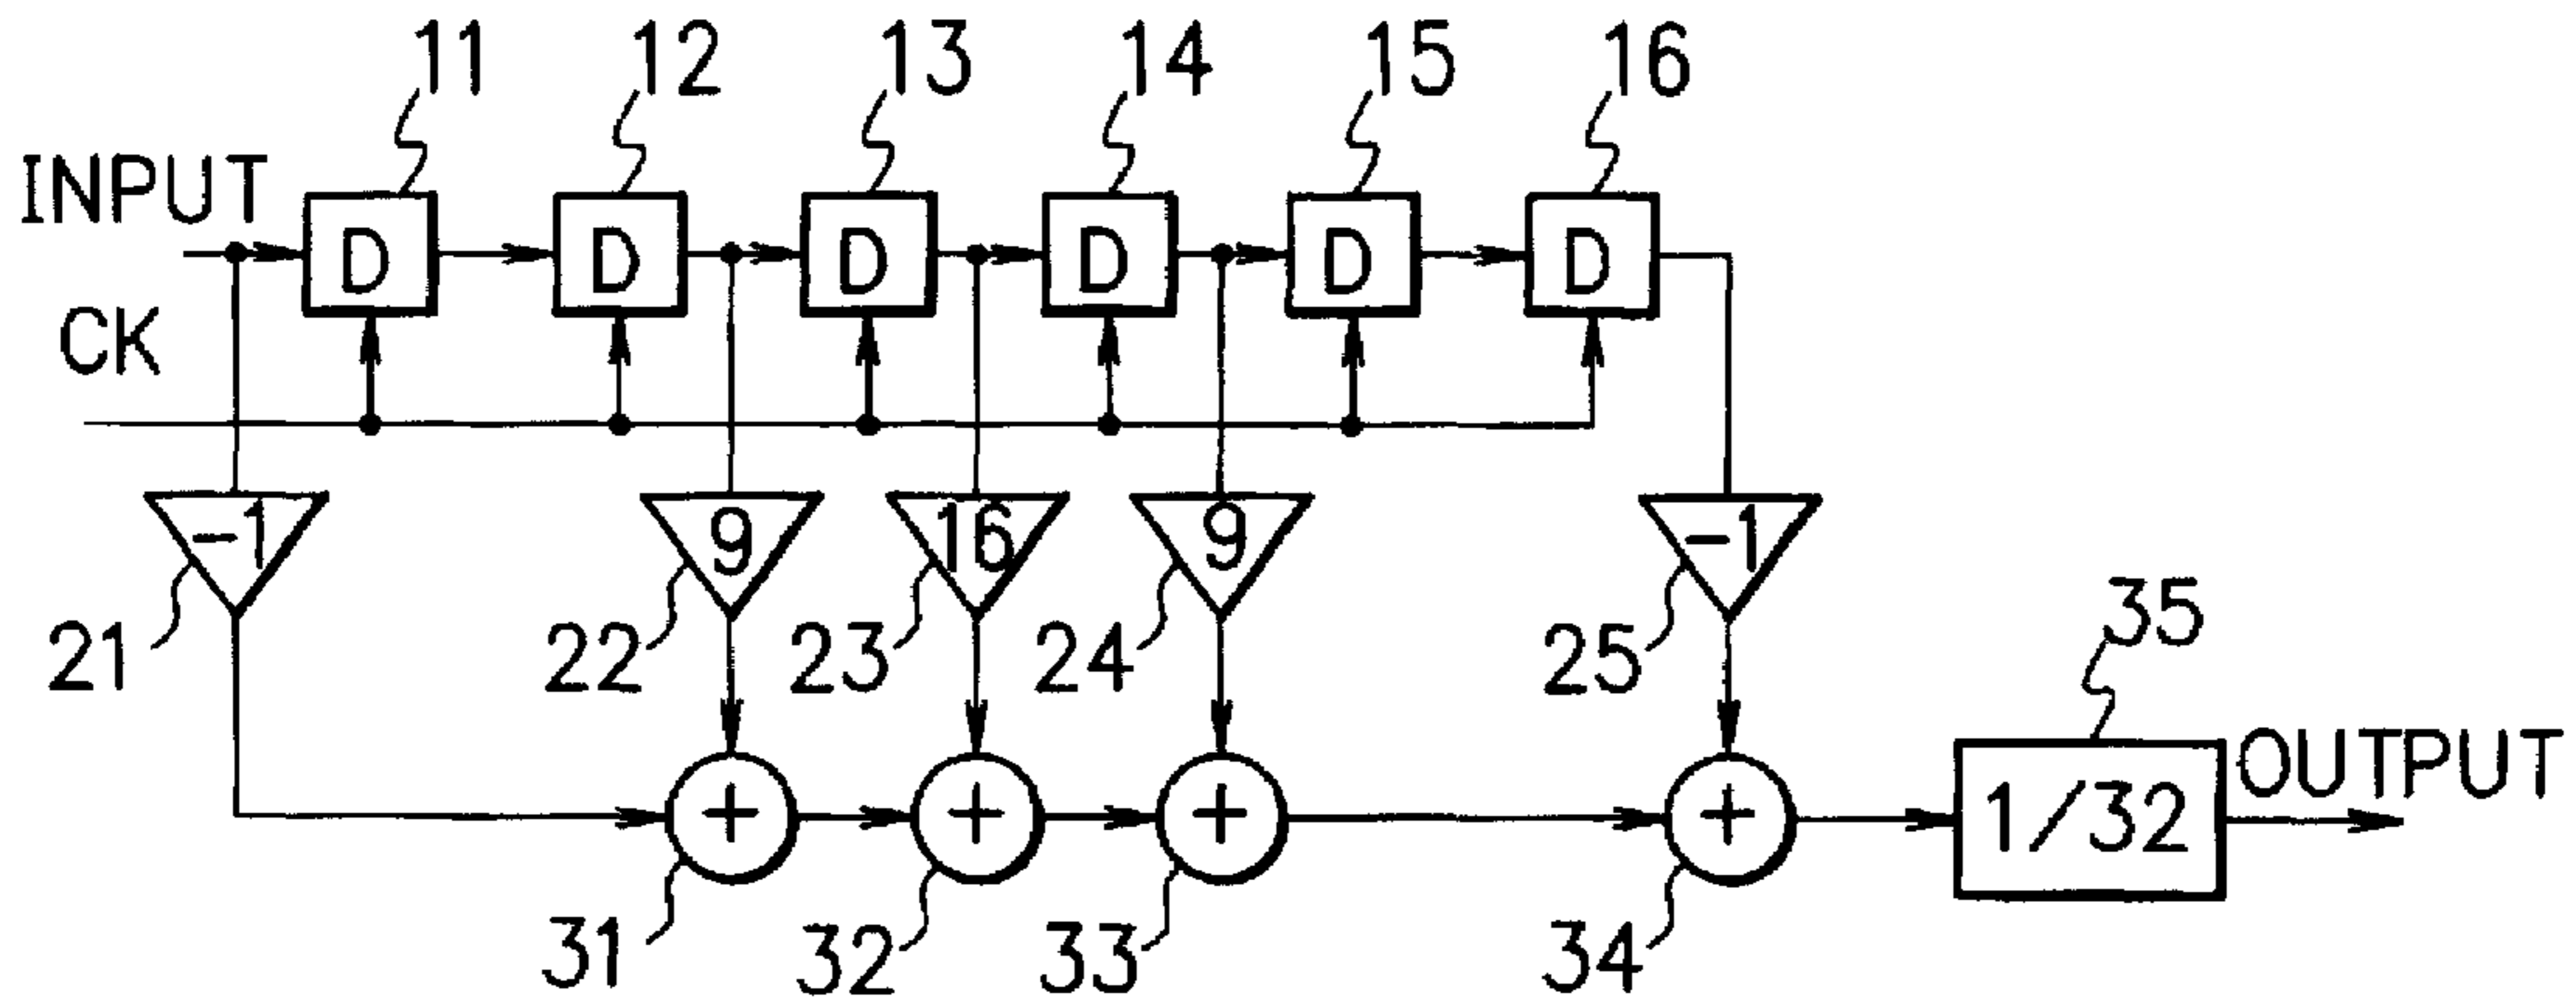 11 12 13 14 15 16
INPUT
D D D D D D
CK
-1 9 16 9 -1
21 22 23 24 25 35
+ + + + 1/32 OUTPUT
31 32 33 34